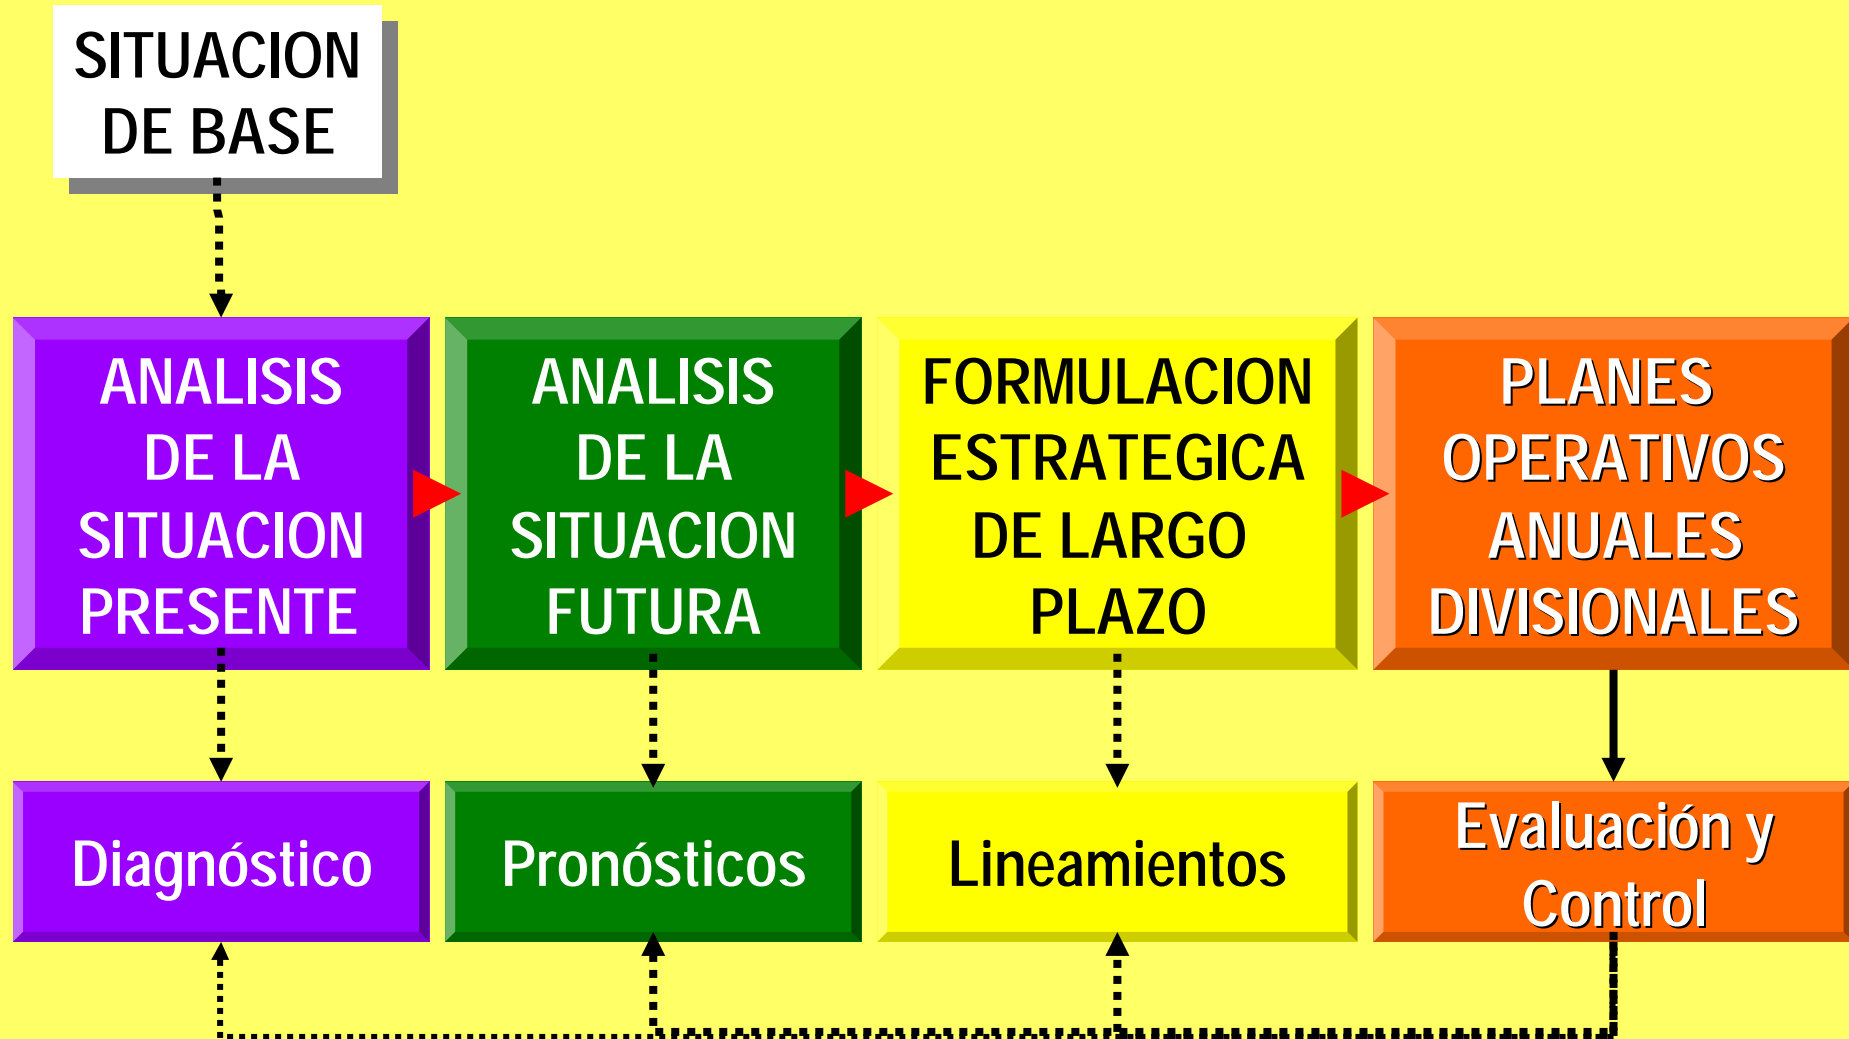 SITUACION
DE BASE
ANALISIS
DE LA
SITUACION
PRESENTE
ANALISIS
DE LA
SITUACION
FUTURA
FORMULACION
ESTRATEGICA
DE LARGO
PLAZO
PLANES
OPERATIVOS
ANUALES
DIVISIONALES
Diagnóstico
Pronósticos
Lineamientos
Evaluación y
Control